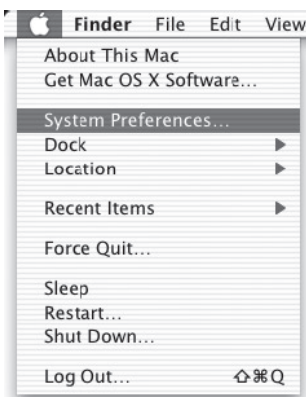 Finder File Edit View
About This Mac
Get Mac OS X Software...
System Preferences...
Dock
Location
Recent Items
Force Quit...
Sleep
Restart...
Shut Down...
Log Out... ⇧⌘Q